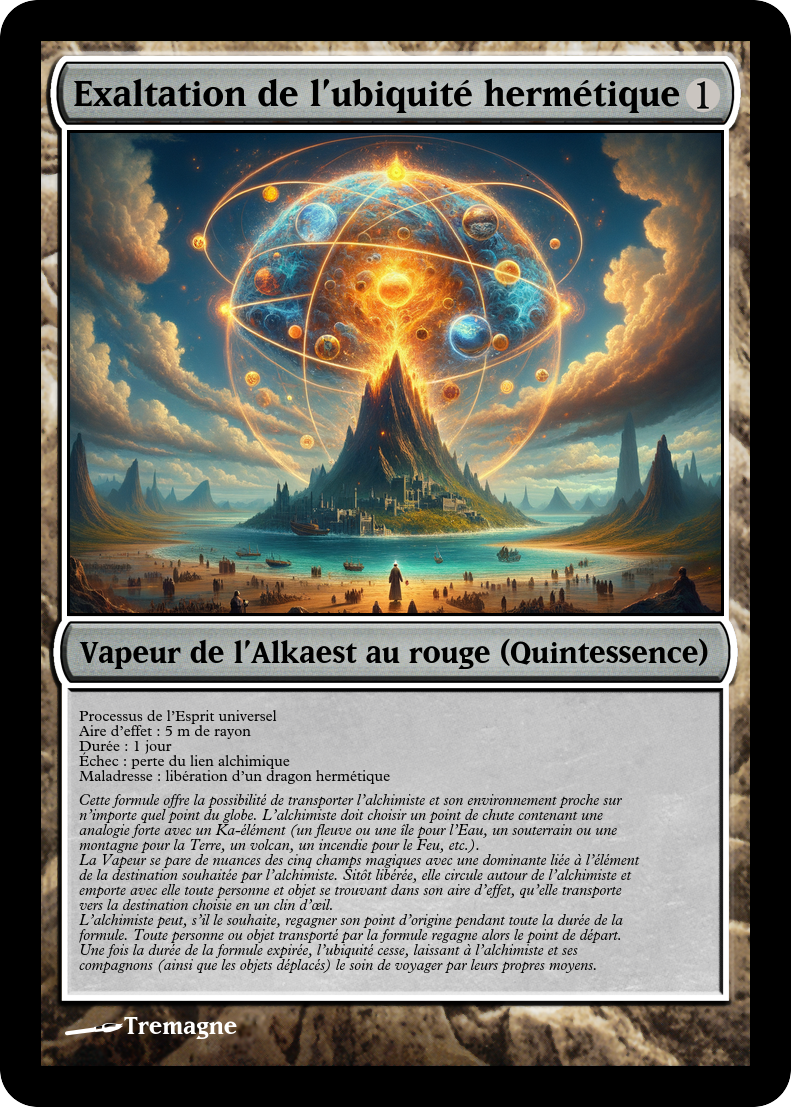 Exaltation de l'ubiquité hermétique 1
Vapeur de l'Alkaest au rouge (Quintessence)
Processus de l'Esprit universel
Aire d'effet : 5 m de rayon
Durée : 1 jour
Échec : perte du lien alchimique
Maladresse : libération d'un dragon hermétique
Cette formule offre la possibilité de transporter l'alchimiste et son environnement proche sur
n'importe quel point du globe. L'alchimiste doit choisir un point de chute contenant une
analogie forte avec un Ka-élément (un fleuve ou une île pour l'Eau, un souterrain ou une
montagne pour la Terre, un volcan, un incendie pour le Feu, etc.).
La Vapeur se pare de nuances des cinq champs magiques avec une dominante liée à l'élément
de la destination souhaitée par l'alchimiste. Sitôt libérée, elle circule autour de l'alchimiste et
emporte avec elle toute personne et objet se trouvant dans son aire d'effet, qu'elle transporte
vers la destination choisie en un clin d'œil.
L'alchimiste peut, s'il le souhaite, regagner son point d'origine pendant toute la durée de la
formule. Toute personne ou objet transporté par la formule regagne alors le point de départ.
Une fois la durée de la formule expirée, l'ubiquité cesse, laissant à l'alchimiste et ses
compagnons (ainsi que les objets déplacés) le soin de voyager par leurs propres moyens.
Tremagne